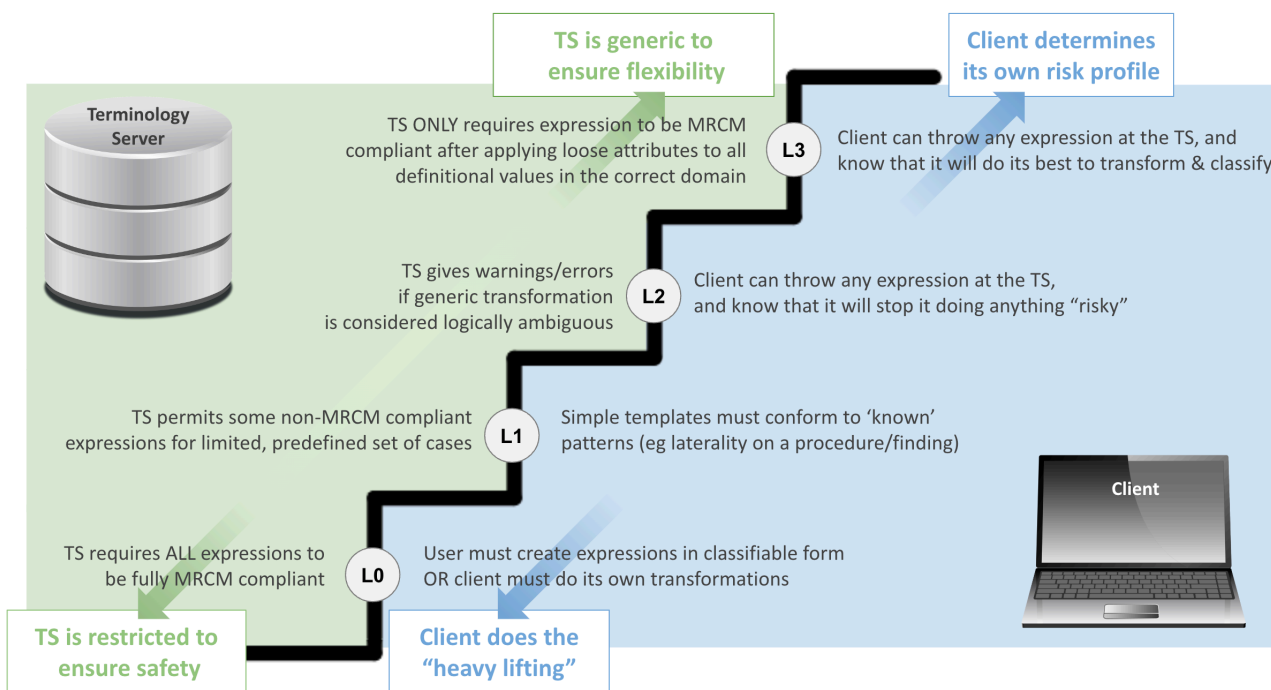 TS is generic to
ensure flexibility
Client determines
its own risk profile
Terminology
Server
TS ONLY requires expression to be MRCM
compliant after applying loose attributes to all
definitional values in the correct domain
L3
Client can throw any expression at the TS, and
know that it will do its best to transform & classify
TS gives warnings/errors
if generic transformation
is considered logically ambiguous
L2
Client can throw any expression at the TS,
and know that it will stop it doing anything “risky”
TS permits some non-MRCM compliant
expressions for limited, predefined set of cases
L1
Simple templates must conform to ‘known’
patterns (eg laterality on a procedure/finding)
Client
TS requires ALL expressions to
be fully MRCM compliant
L0
User must create expressions in classifiable form
OR client must do its own transformations
TS is restricted to
ensure safety
Client does the
“heavy lifting”